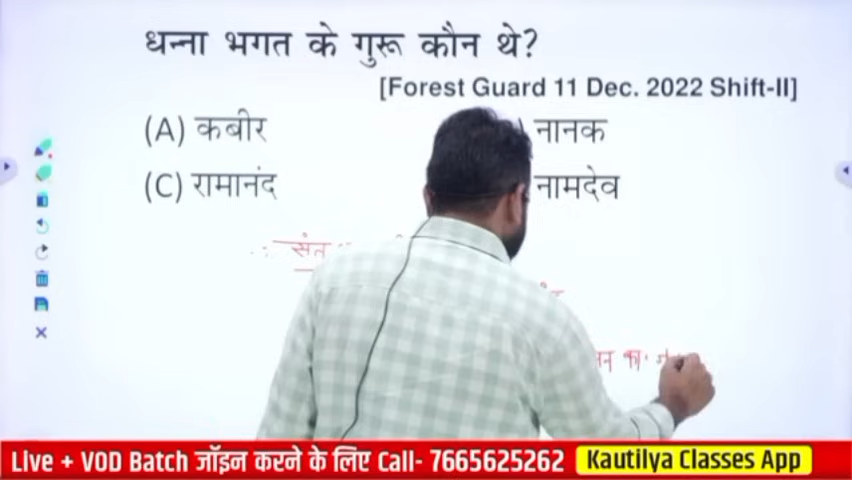 धन्ना भगत के गुरू कौन थे?
[Forest Guard 11 Dec. 2022 Shift-II]
(A) कबीर
) नानक
(C) रामानंद
नामदेव
संत
का
Live + VOD Batch जॉइन करने के लिए Call- 7665625262 Kautilya Classes App